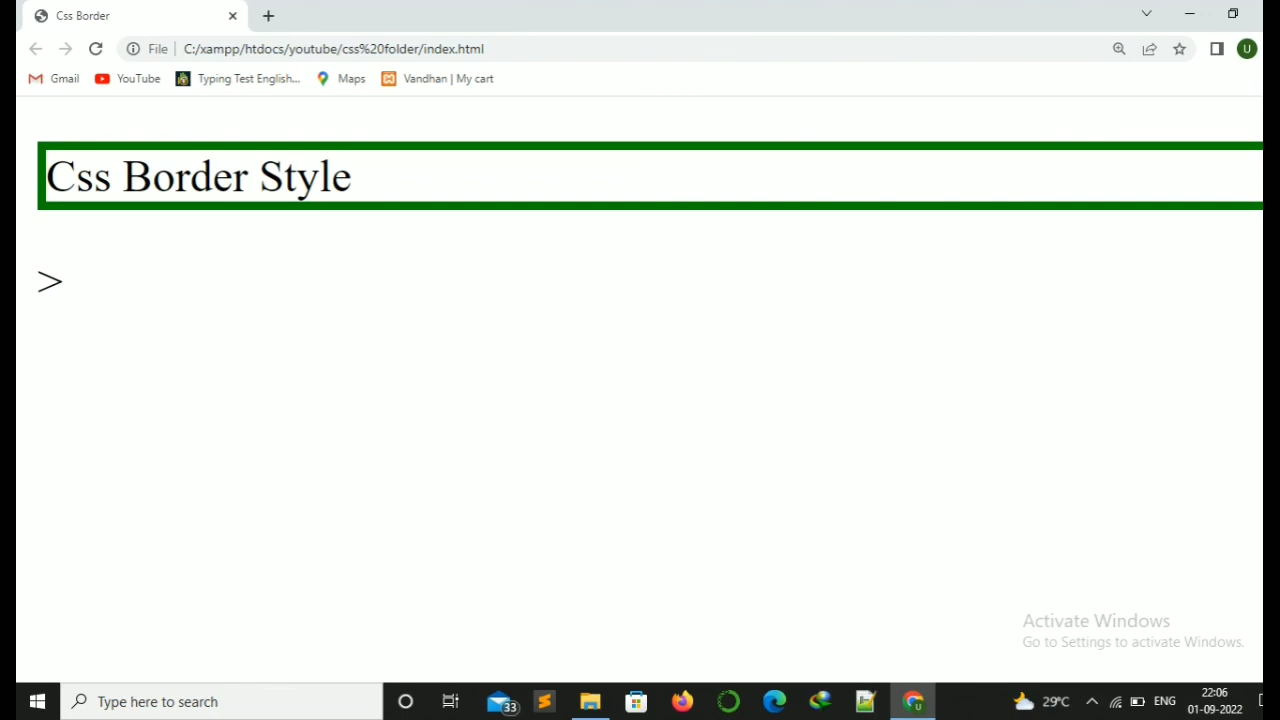 Css Border
File C:/xampp/htdocs/youtube/css%20folder/index.html U
Gmail YouTube Typing Test English... Maps Vandhan | My cart
Css Border Style
>
Activate Windows
Go to Settings to activate Windows.
Type here to search 33 29°C ENG 22:06
01-09-2022